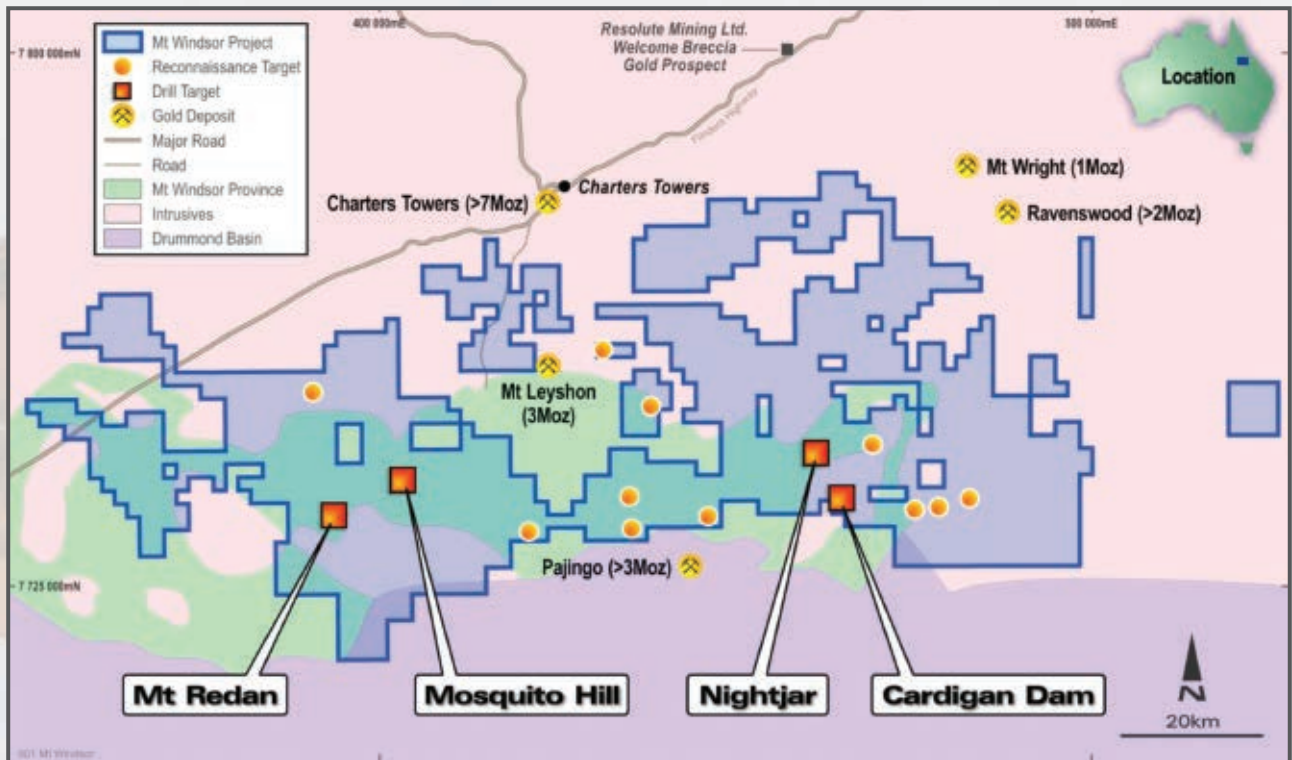 400 000mE
500 000mE
7 800 000mN
Mt Windsor Project
Reconnaissance Target
Drill Target
Gold Deposit
Major Road
Road
Mt Windsor Province
Intrusives
Drummond Basin
Resolute Mining Ltd.
Welcome Breccia
Gold Prospect
Flinders Highway
Location
Mt Wright (1Moz)
Charters Towers
Charters Towers (>7Moz)
Ravenswood (>2Moz)
Mt Leyshon
(3Moz)
Pajingo (>3Moz)
7 725 000mN
Mt Redan
Mosquito Hill
Nightjar
Cardigan Dam
N
20km
001 Mt Windsor